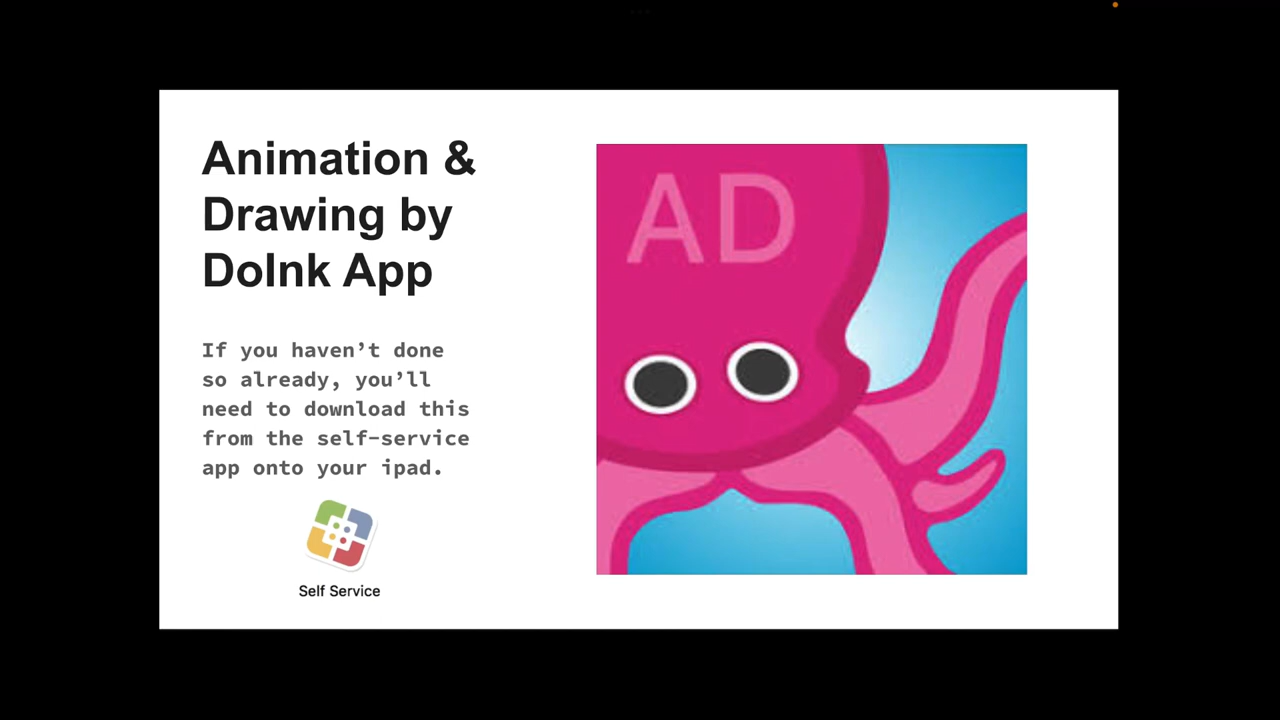 Animation &
Drawing by
DoInk App
If you haven’t done
so already, you’ll
need to download this
from the self-service
app onto your ipad.
Self Service
AD